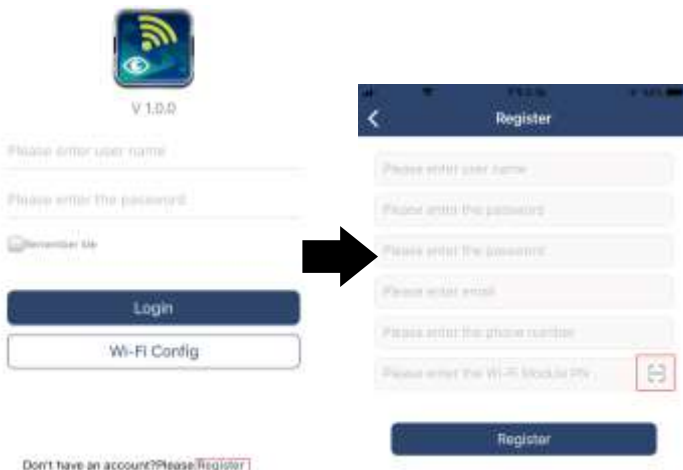 V 1.0.0
Please enter user name
Please enter the password
Remember Me
Login
Wi-Fi Config
Don't have an account?Please Register
Register
Please enter user name
Please enter the password
Please enter the password
Please enter email
Please enter the phone number
Please enter the Wi-Fi Module PN
Register